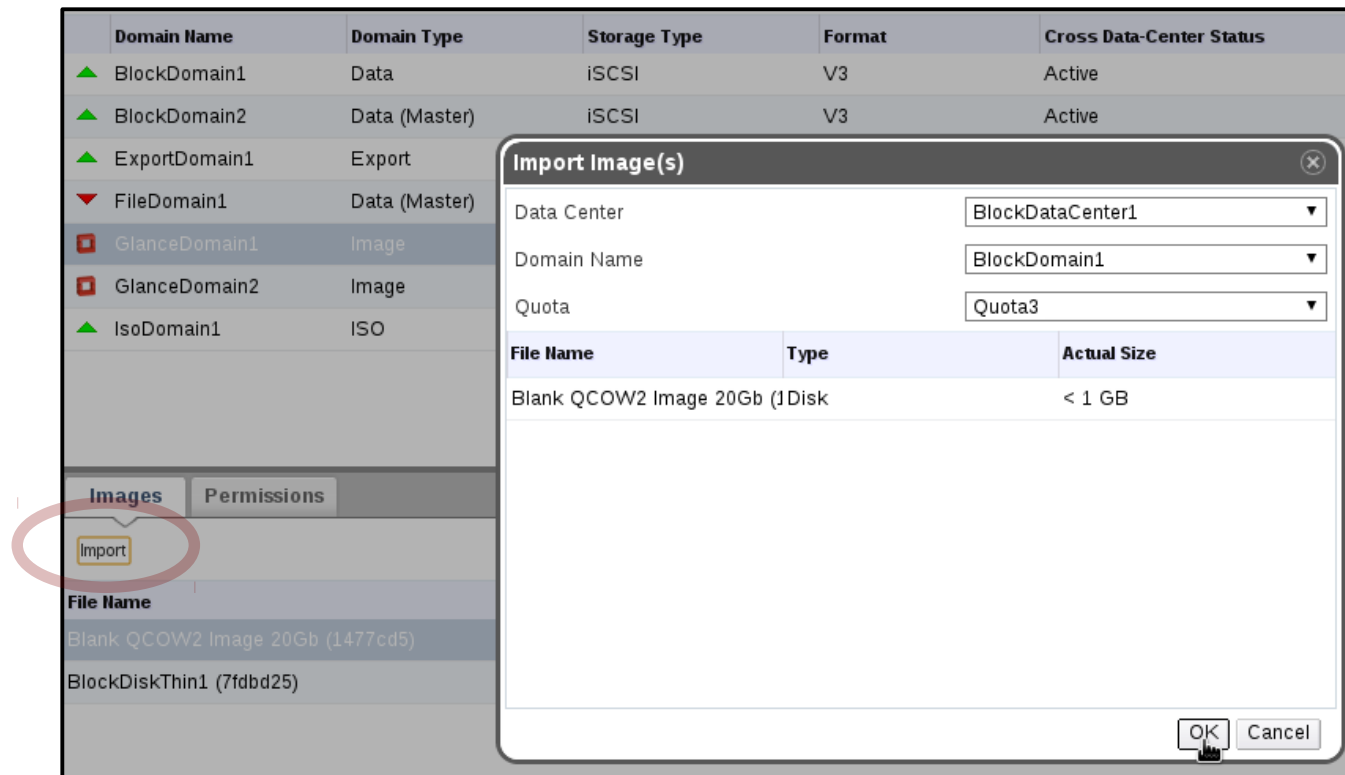 Domain Name Domain Type Storage Type Format Cross Data-Center Status
BlockDomain1 Data iSCSI V3 Active
BlockDomain2 Data (Master) iSCSI V3 Active
ExportDomain1 Export
FileDomain1 Data (Master)
GlanceDomain1 Image
GlanceDomain2 Image
IsoDomain1 ISO
Import Image(s)
Data Center BlockDataCenter1
Domain Name BlockDomain1
Quota Quota3
File Name Type Actual Size
Blank QCOW2 Image 20Gb (1 Disk < 1 GB
OK Cancel
Images Permissions
Import
File Name
Blank QCOW2 Image 20Gb (1477cd5)
BlockDiskThin1 (7fdbd25)